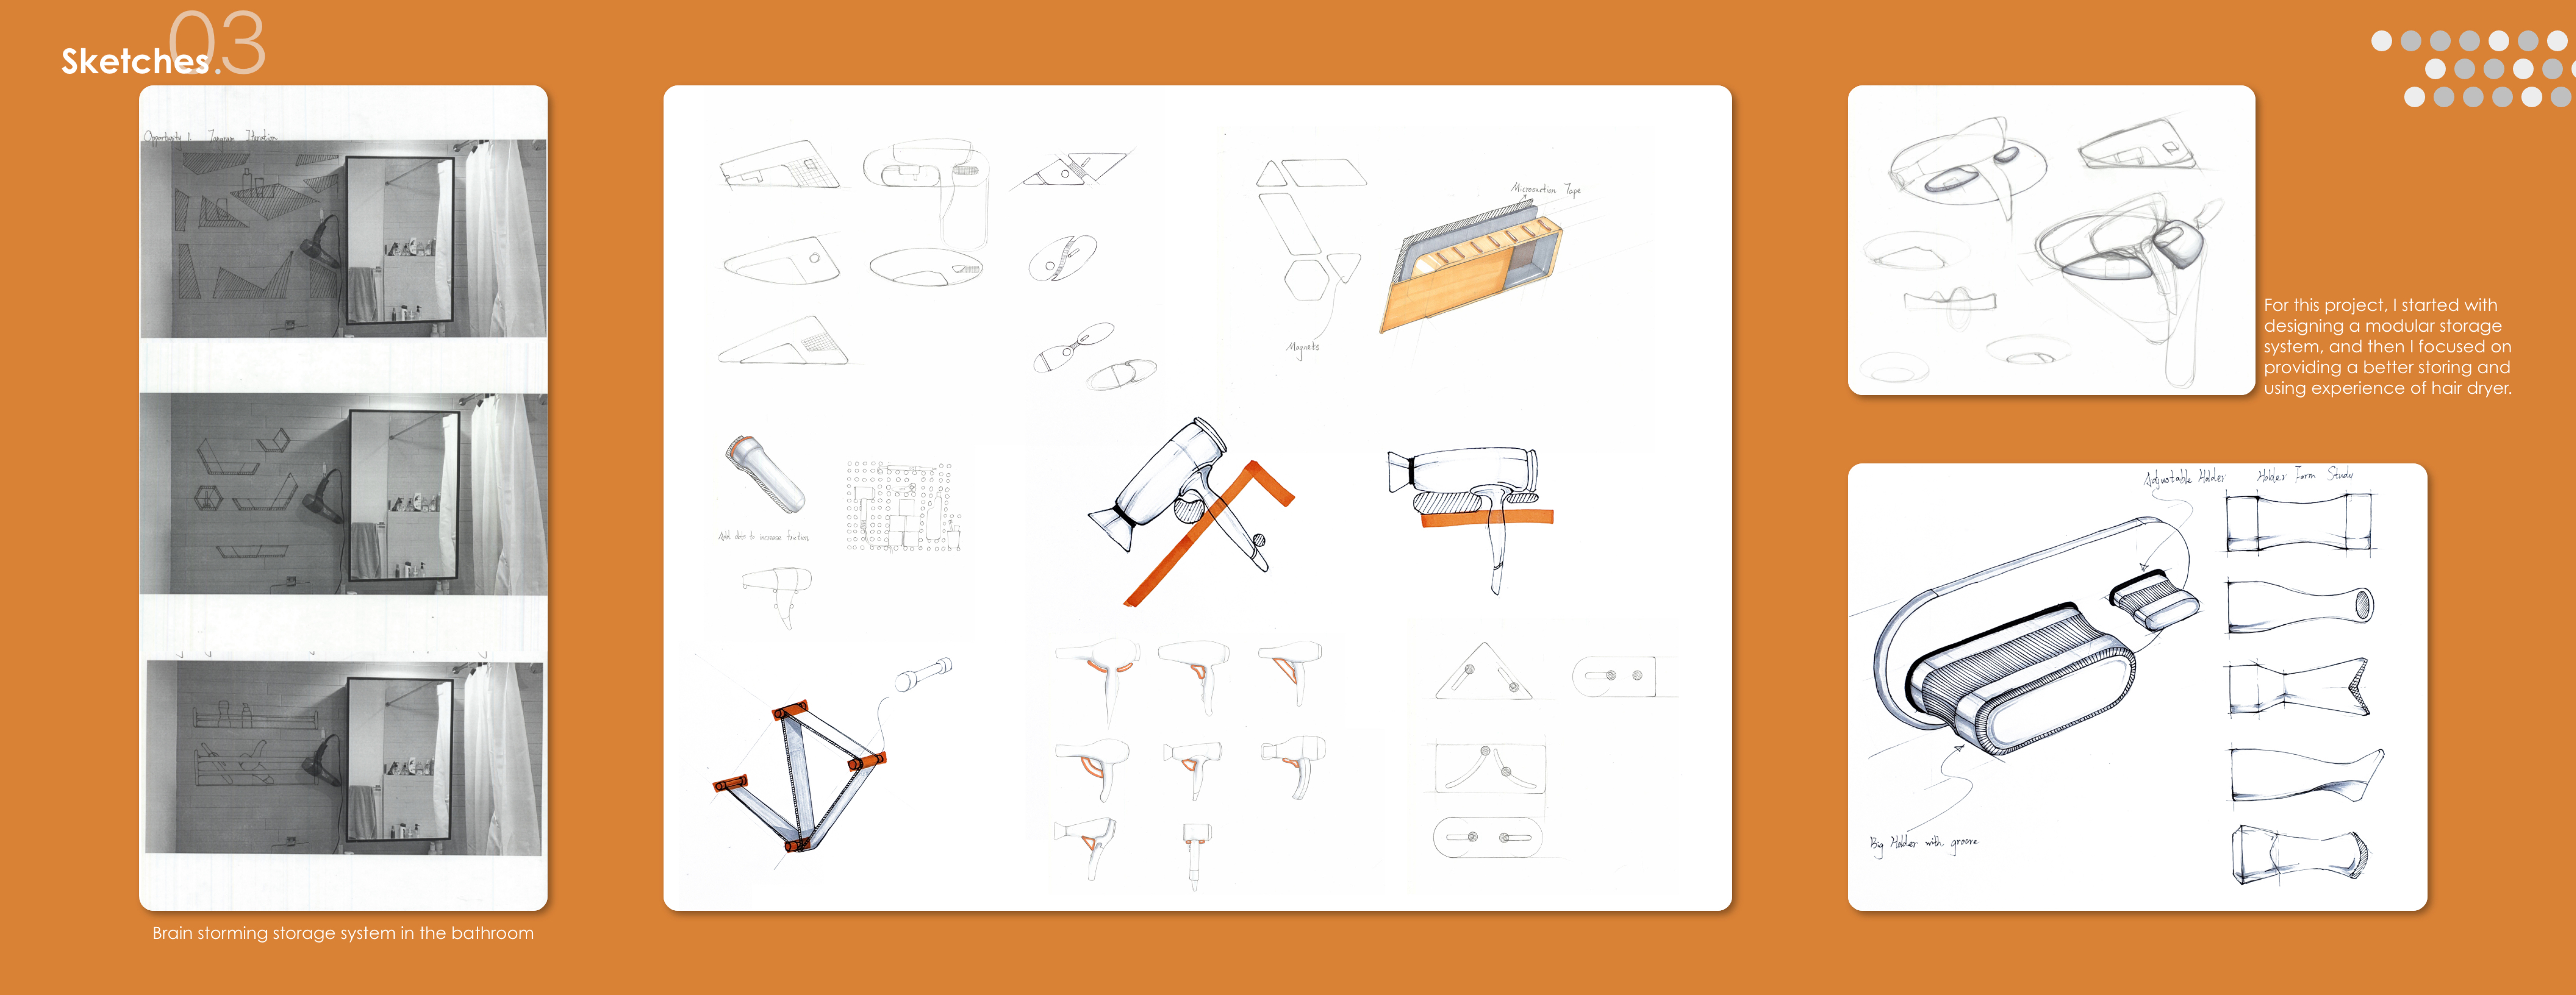 03
Sketches.
Opportunity 1. Tangram Iteration
Brain storming storage system in the bathroom
Microsuction Tape
Magnets
Add dots to increase friction
For this project, I started with
designing a modular storage
system, and then I focused on
providing a better storing and
using experience of hair dryer.
Adjustable Holder
Holder Form Study
Big Holder with groove